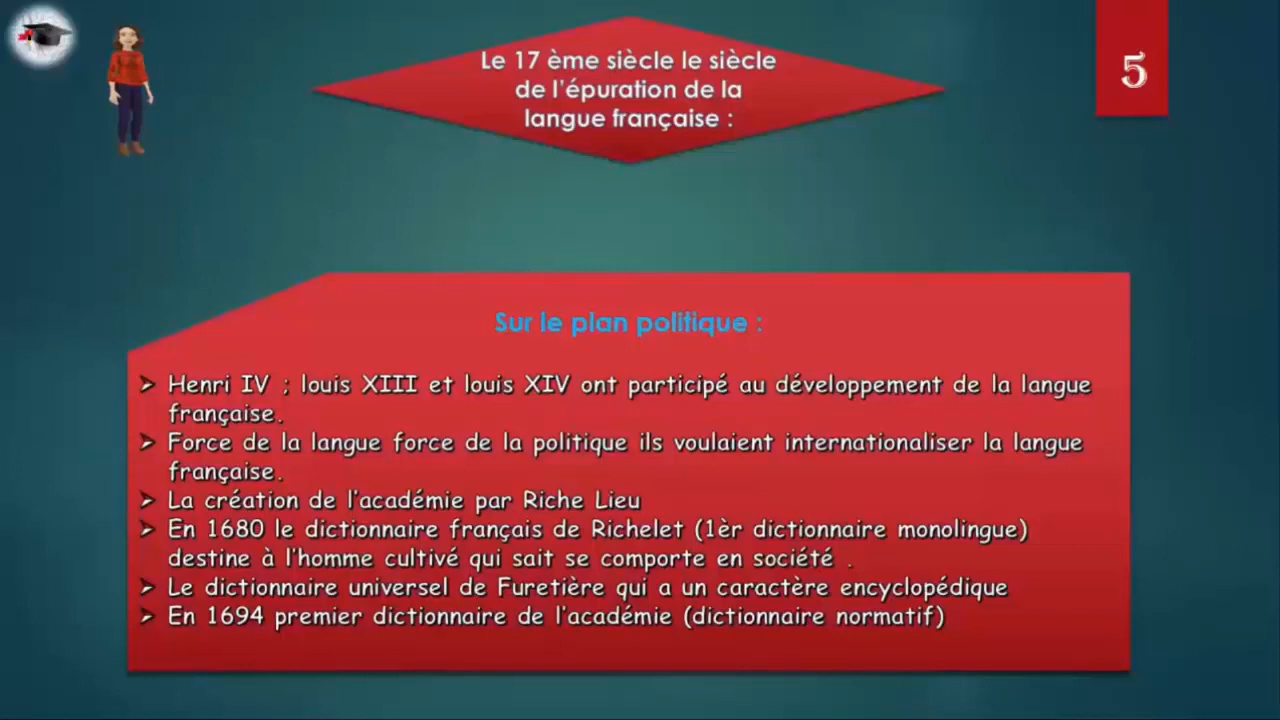 Le 17 ème siècle le siècle
de l'épuration de la
langue française :
5
Sur le plan politique :
➢ Henri IV ; louis XIII et louis XIV ont participé au développement de la langue
française.
➢ Force de la langue force de la politique ils voulaient internationaliser la langue
française.
➢ La création de l'académie par Riche Lieu
➢ En 1680 le dictionnaire français de Richelet (1èr dictionnaire monolingue)
destine à l'homme cultivé qui sait se comporte en société .
➢ Le dictionnaire universel de Furetière qui a un caractère encyclopédique
➢ En 1694 premier dictionnaire de l'académie (dictionnaire normatif)